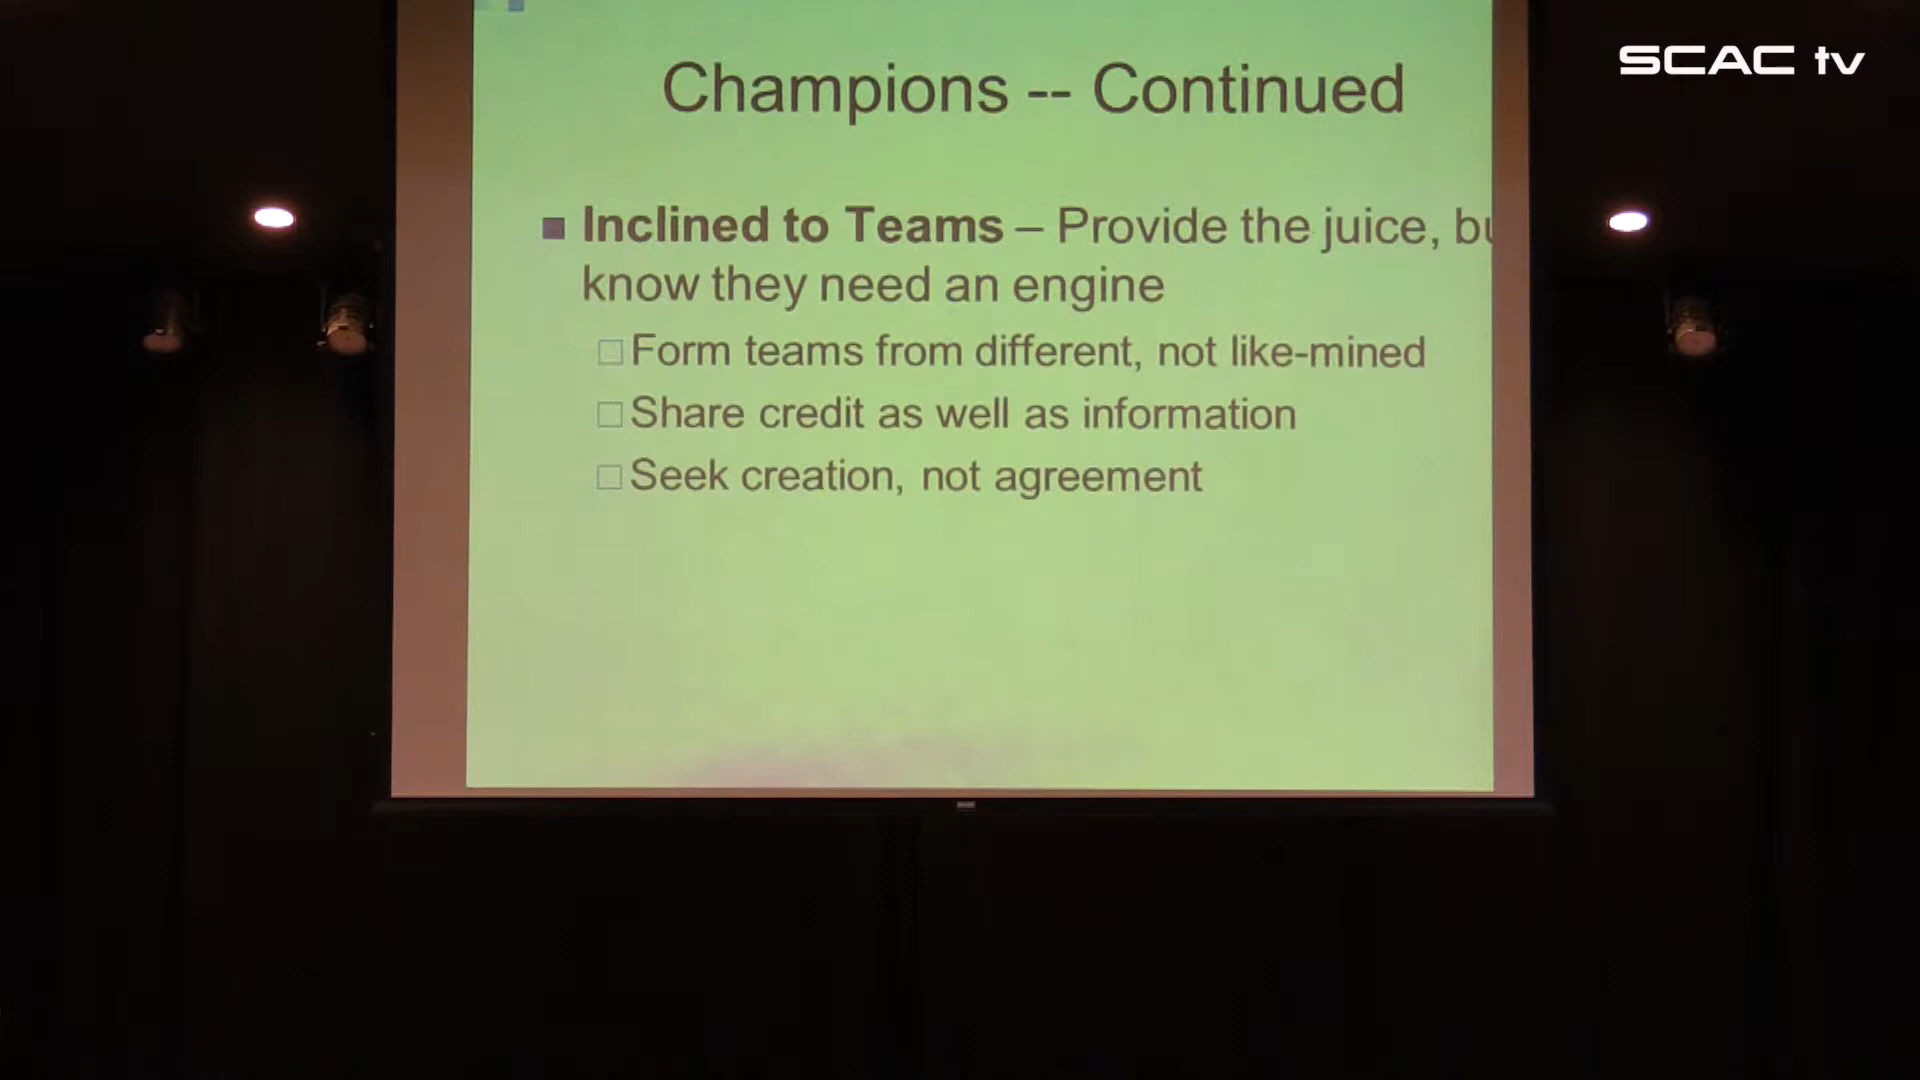 SCAC tv
Champions -- Continued
Inclined to Teams – Provide the juice,
know they need an engine
Form teams from different, not like-mined
Share credit as well as information
Seek creation, not agreement